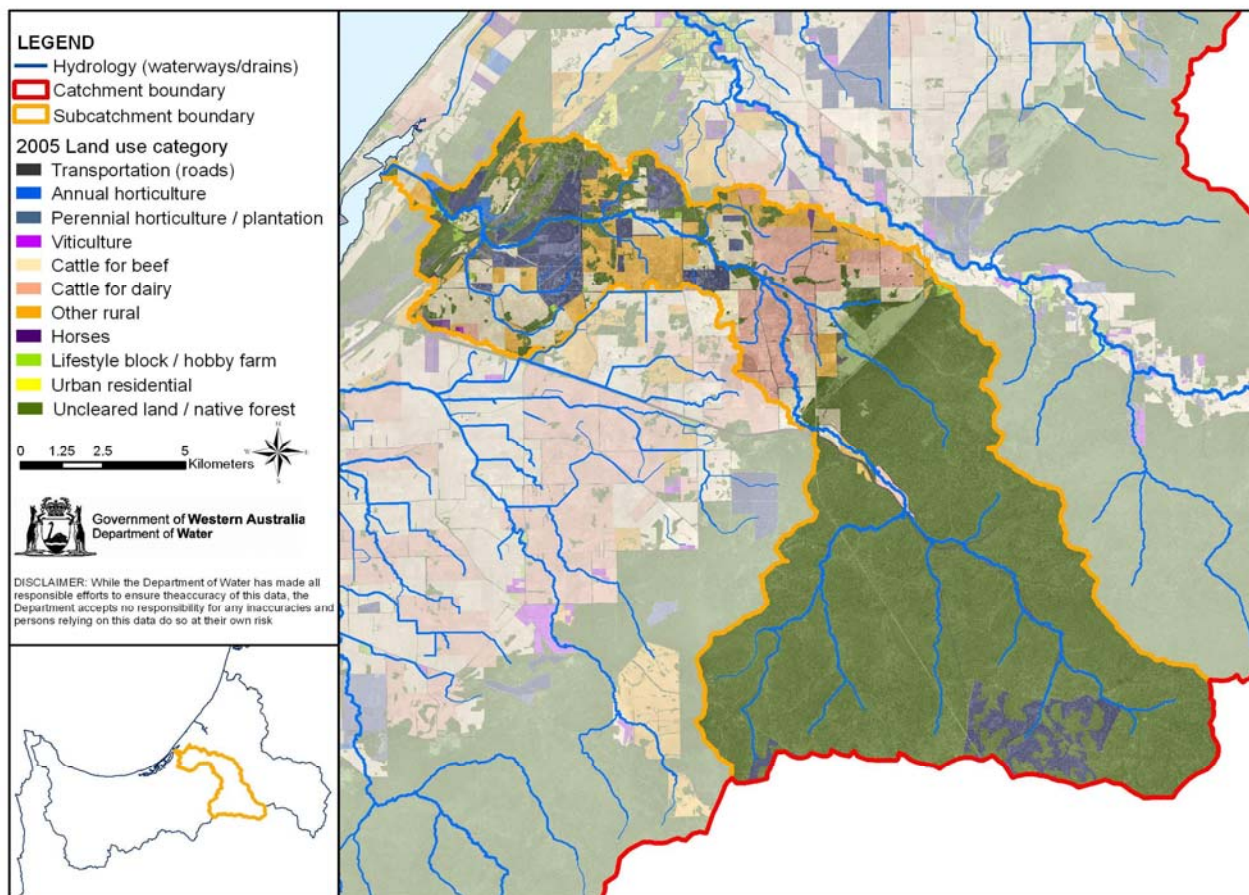 LEGEND
Hydrology (waterways/drains)
Catchment boundary
Subcatchment boundary
2005 Land use category
Transportation (roads)
Annual horticulture
Perennial horticulture / plantation
Viticulture
Cattle for beef
Cattle for dairy
Other rural
Horses
Lifestyle block / hobby farm
Urban residential
Uncleared land / native forest
0 1.25 2.5 5
Kilometers
Government of Western Australia
Department of Water
DISCLAIMER: While the Department of Water has made all
responsible efforts to ensure theaccuracy of this data, the
Department accepts no responsibility for any inaccuracies and
persons relying on this data do so at their own risk